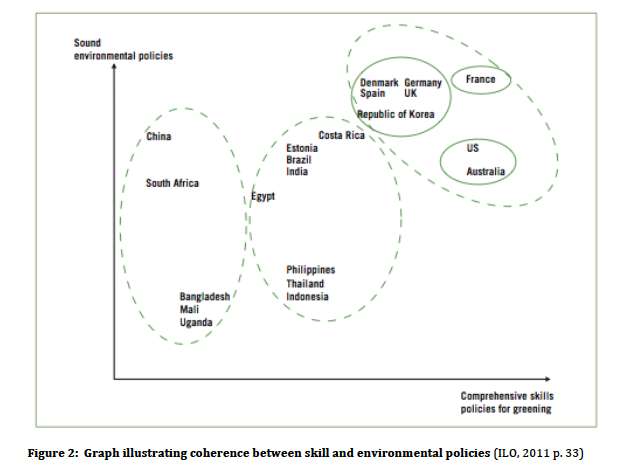 Sound
environmental policies
Denmark Germany
Spain UK
Republic of Korea
France
China
Costa Rica
Estonia
Brazil
India
US
Australia
South Africa
Egypt
Philippines
Thailand
Indonesia
Bangladesh
Mali
Uganda
Comprehensive skills
policies for greening
Figure 2: Graph illustrating coherence between skill and environmental policies (ILO, 2011 p. 33)